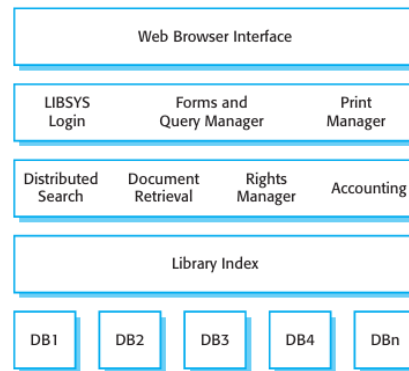 Web Browser Interface
LIBSYS Login
Forms and Query Manager
Print Manager
Distributed Search
Document Retrieval
Rights Manager
Accounting
Library Index
DB1
DB2
DB3
DB4
DBn